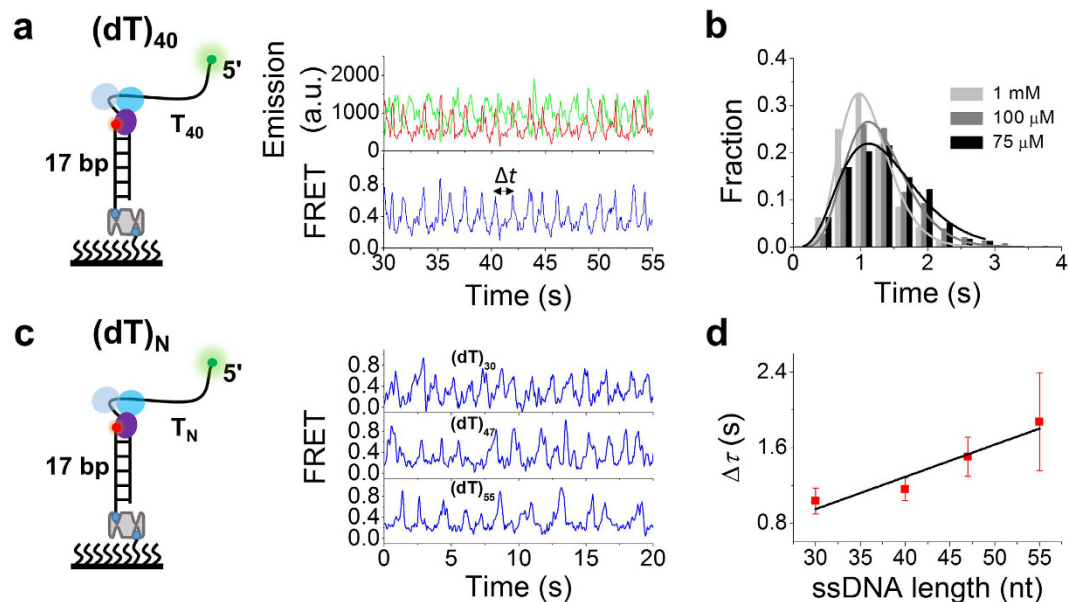 a
(dT)40
5'
T40
17 bp
Emission
(a.u.)
2000
1000
0
FRET
0.8
0.4
0.0
Δt
30 35 40 45 50 55
Time (s)
b
Fraction
0.4
0.3
0.2
0.1
0.0
1 mM
100 μM
75 μM
0 1 2 3 4
Time (s)
c
(dT)N
5'
TN
17 bp
FRET
0.8
0.4
0.0
(dT)30
0.8
0.4
0.0
(dT)47
0.8
0.4
0.0
(dT)55
0 5 10 15 20
Time (s)
d
Δτ (s)
2.4
1.6
0.8
30 35 40 45 50 55
ssDNA length (nt)